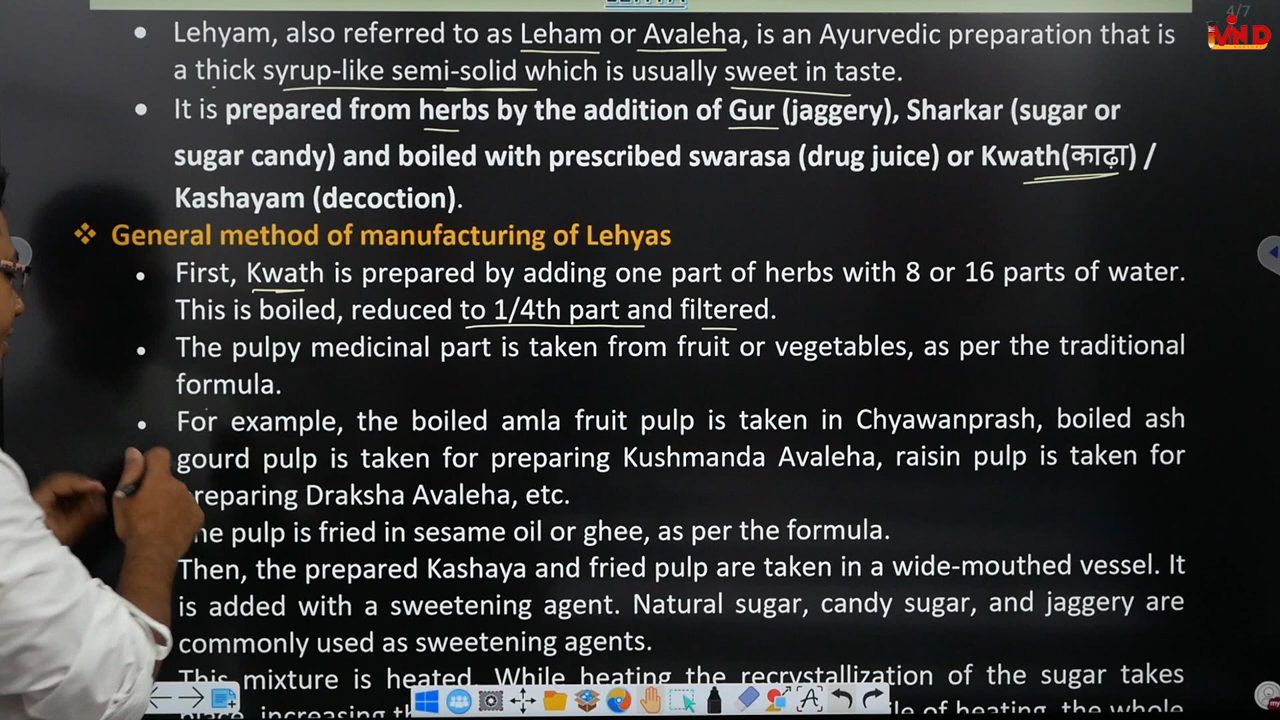 4/7
MND
Lehyam, also referred to as Leham or Avaleha, is an Ayurvedic preparation that is
a thick syrup-like semi-solid which is usually sweet in taste.
It is prepared from herbs by the addition of Gur (jaggery), Sharkar (sugar or
sugar candy) and boiled with prescribed swarasa (drug juice) or Kwath(काढ़ा) /
Kashayam (decoction).
General method of manufacturing of Lehyas
First, Kwath is prepared by adding one part of herbs with 8 or 16 parts of water.
This is boiled, reduced to 1/4th part and filtered.
The pulpy medicinal part is taken from fruit or vegetables, as per the traditional
formula.
For example, the boiled amla fruit pulp is taken in Chyawanprash, boiled ash
gourd pulp is taken for preparing Kushmanda Avaleha, raisin pulp is taken for
reparing Draksha Avaleha, etc.
he pulp is fried in sesame oil or ghee, as per the formula.
Then, the prepared Kashaya and fried pulp are taken in a wide-mouthed vessel. It
is added with a sweetening agent. Natural sugar, candy sugar, and jaggery are
commonly used as sweetening agents.
This mixture is heated. While heating the recrystallization of the sugar takes
place, increasing of heating, the whole